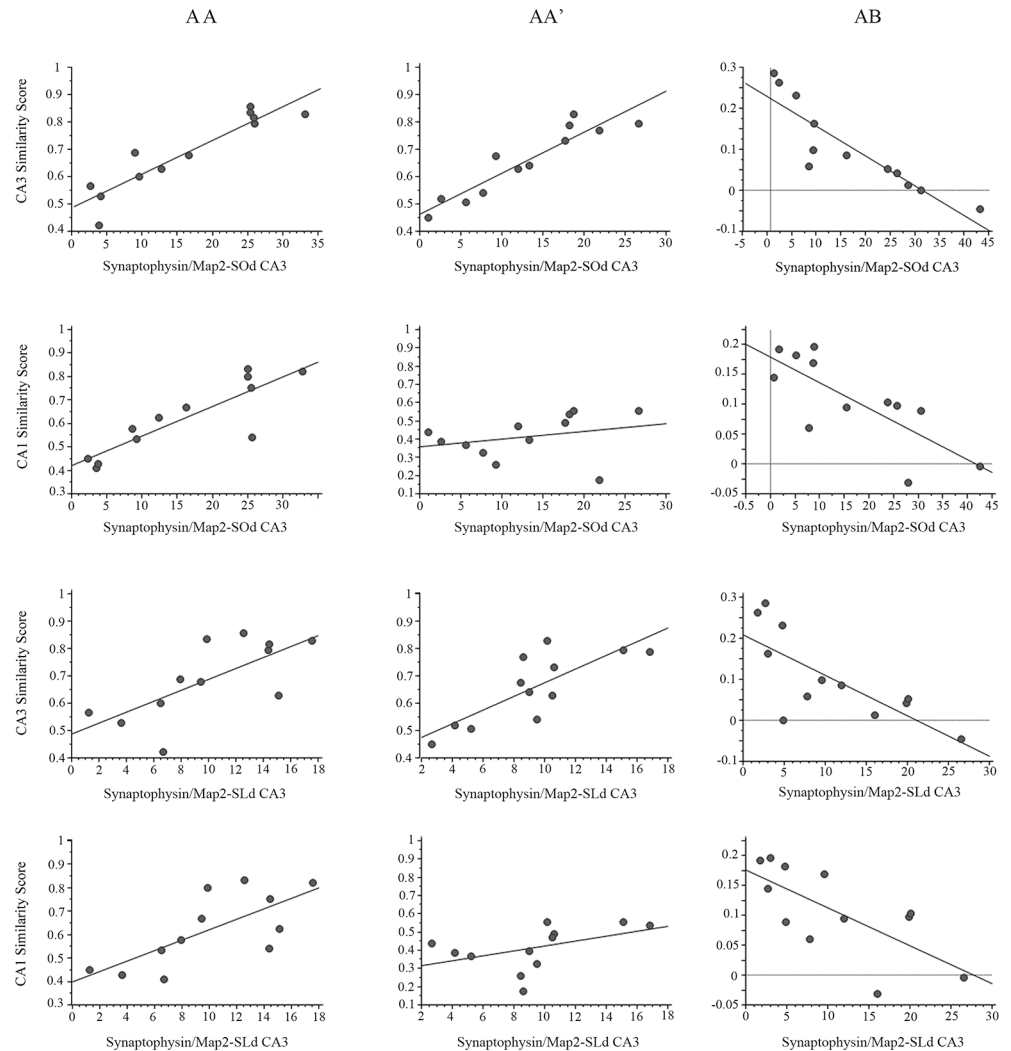 A A AA’ AB
1 1 0.3
0.9 0.9
0.8 0.8 0.2
CA3 Similarity Score
0.7 0.7 0.1
0.6 0.6
0.5 0.5 0
0.4 0.4 -0.1
0 5 10 15 20 25 30 35 0 5 10 15 20 25 30 -5 0 5 10 15 20 25 30 35 40 45
Synaptophysin/Map2-SOd CA3 Synaptophysin/Map2-SOd CA3 Synaptophysin/Map2-SOd CA3
1 1
0.9 0.9 0.2
0.8 0.8
0.7 0.15
CA1 Similarity Score
0.7 0.6 0.1
0.6 0.5
0.5 0.4 0.05
0.3
0.4 0.2 0
0.3 0.1 -0.05
0 5 10 15 20 25 30 0 5 10 15 20 25 30 -0.5 0 5 10 15 20 25 30 35 40 45
Synaptophysin/Map2-SOd CA3 Synaptophysin/Map2-SOd CA3 Synaptophysin/Map2-SOd CA3
1 1 0.3
0.9 0.9
0.8 0.8 0.2
CA3 Similarity Score
0.7 0.7 0.1
0.6 0.6
0.5 0.5 0
0.4 0.4 -0.1
0 2 4 6 8 10 12 14 16 18 2 4 6 8 10 12 14 16 18 0 5 10 15 20 25 30
Synaptophysin/Map2-SLd CA3 Synaptophysin/Map2-SLd CA3 Synaptophysin/Map2-SLd CA3
1 1
0.9 0.9 0.2
0.8 0.8
0.7 0.15
CA1 Similarity Score
0.7 0.6 0.1
0.6 0.5
0.5 0.4 0.05
0.3
0.4 0.2 0
0.3 0.1 -0.05
0 2 4 6 8 10 12 14 16 18 2 4 6 8 10 12 14 16 18 0 5 10 15 20 25 30
Synaptophysin/Map2-SLd CA3 Synaptophysin/Map2-SLd CA3 Synaptophysin/Map2-SLd CA3